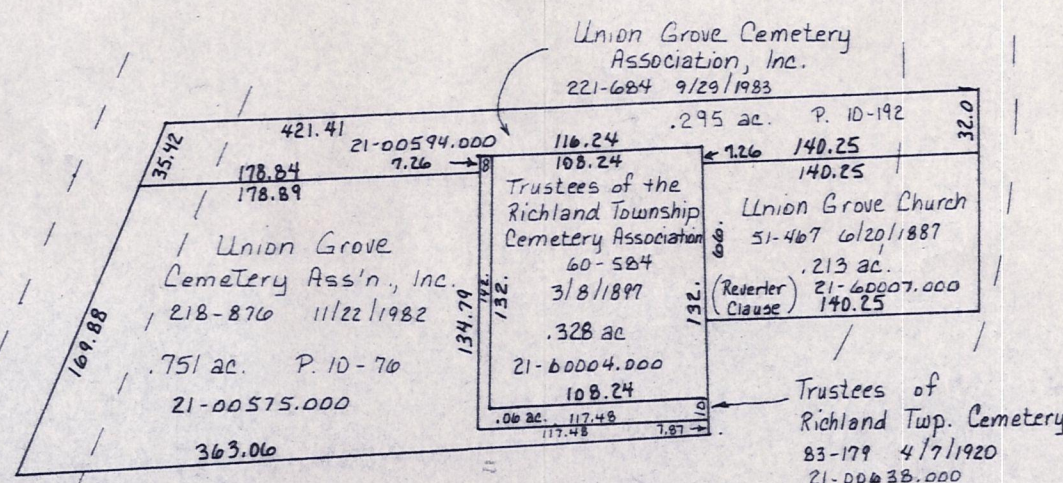 Union Grove Cemetery
Association, Inc.
221-684 9/29/1983
.295 ac. P. 10-192
32.01
35.42
421.41
21-00594.000
116.24
7.26
8
108.24
7.26
140.25
140.25
178.84
178.89
Trustees of the
Richland Township
Cemetery Association
60-584
3/8/1897
.328 ac
21-60004.000
108.24
Union Grove Church
51-467 6/20/1887
.213 ac.
(Reverter Clause)
21-60007.000
140.25
66.
Union Grove
Cemetery Ass'n., Inc.
218-876 11/22/1982
.751 ac. P. 10-76
21-00575.000
169.88
134.79
142.
132.
132.
363.06
.06 ac. 117.48
117.48
7.87
10
Trustees of
Richland Twp. Cemetery
83-179 4/7/1920
21-00638.000